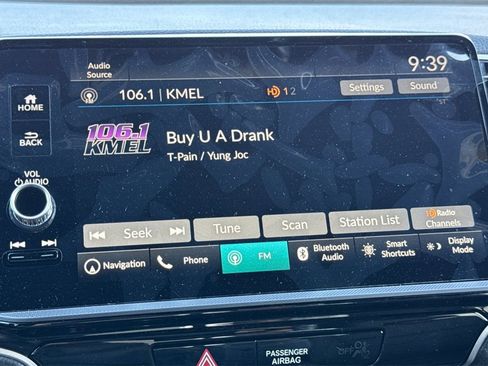 Audio
Source
9:39
106.1 | KMEL
HD 1 2
Settings
Sound
HOME
BACK
106.1
KMEL
Buy U A Drank
T-Pain / Yung Joc
VOL
AUDIO
Seek
Tune
Scan
Station List
HD Radio
Channels
Navigation
Phone
FM
Bluetooth
Audio
Smart
Shortcuts
Display
Mode
PASSENGER
AIRBAG
OFF